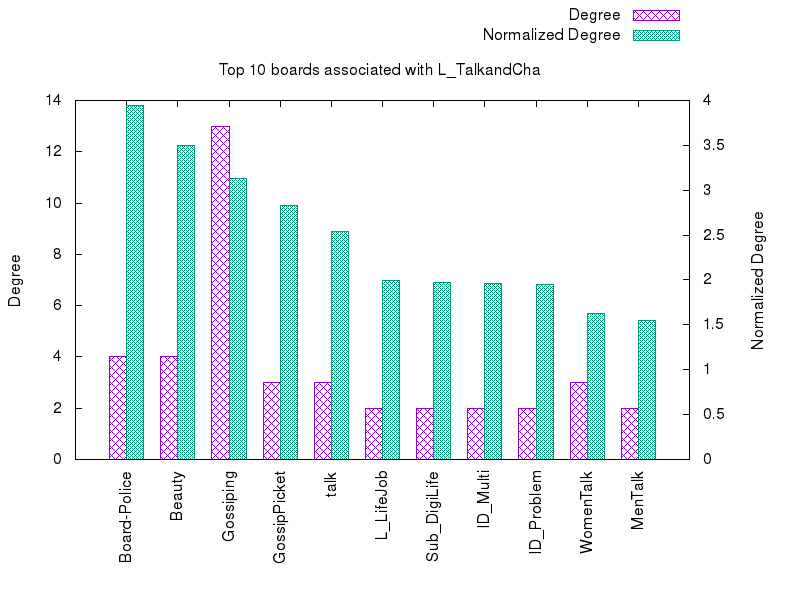 Degree
Normalized Degree
Top 10 boards associated with L_TalkandCha
14
12
10
8
6
4
2
0
4
3.5
3
2.5
2
1.5
1
0.5
0
Degree
Normalized Degree
Board-Police
Beauty
Gossiping
GossipPicket
talk
L_LifeJob
Sub_DigiLife
ID_Multi
ID_Problem
WomenTalk
MenTalk